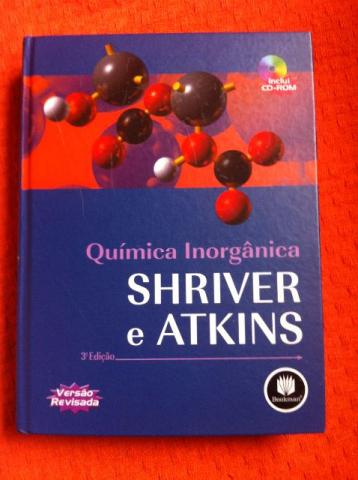 Inclui
CD-ROM
Química Inorgânica
SHRIVER
e ATKINS
3ª Edição
Versão
Revisada
Bookman